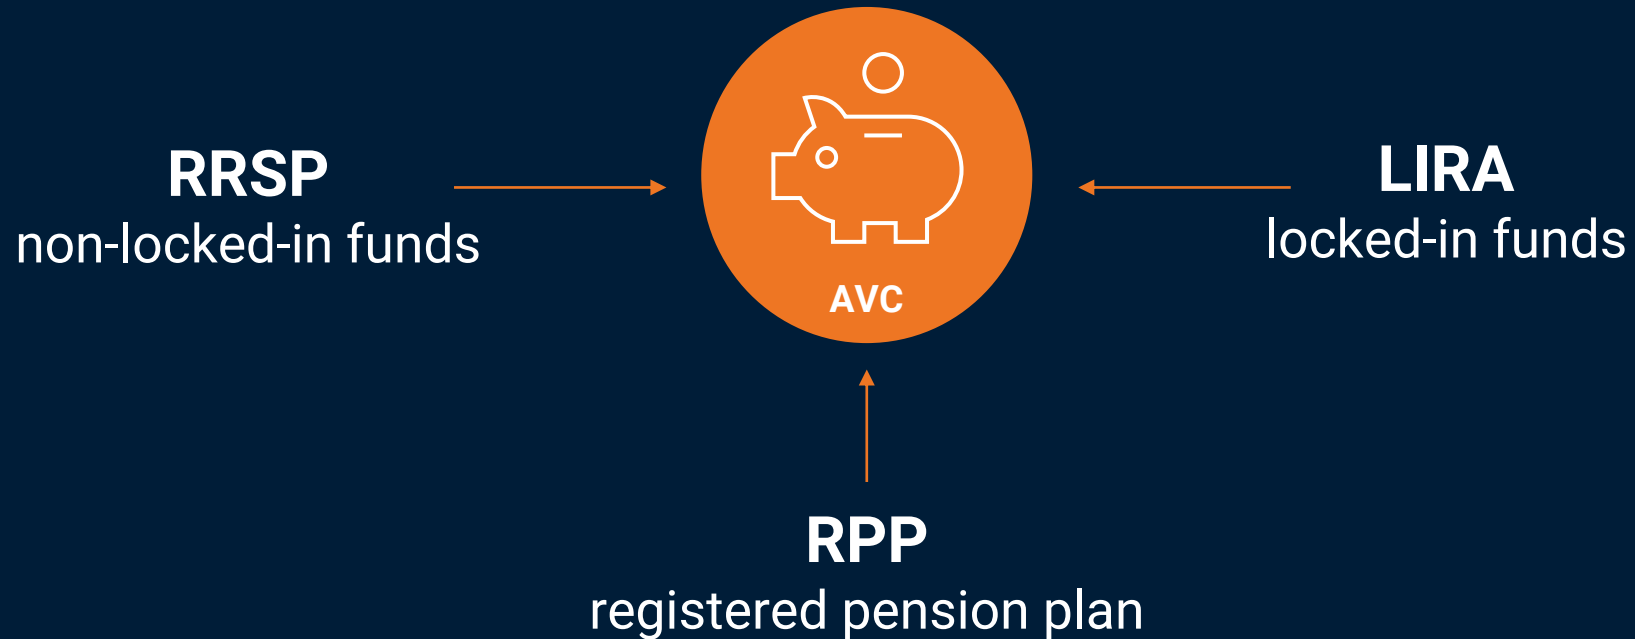 RRSP
non-locked-in funds
AVC
LIRA
locked-in funds
RPP
registered pension plan